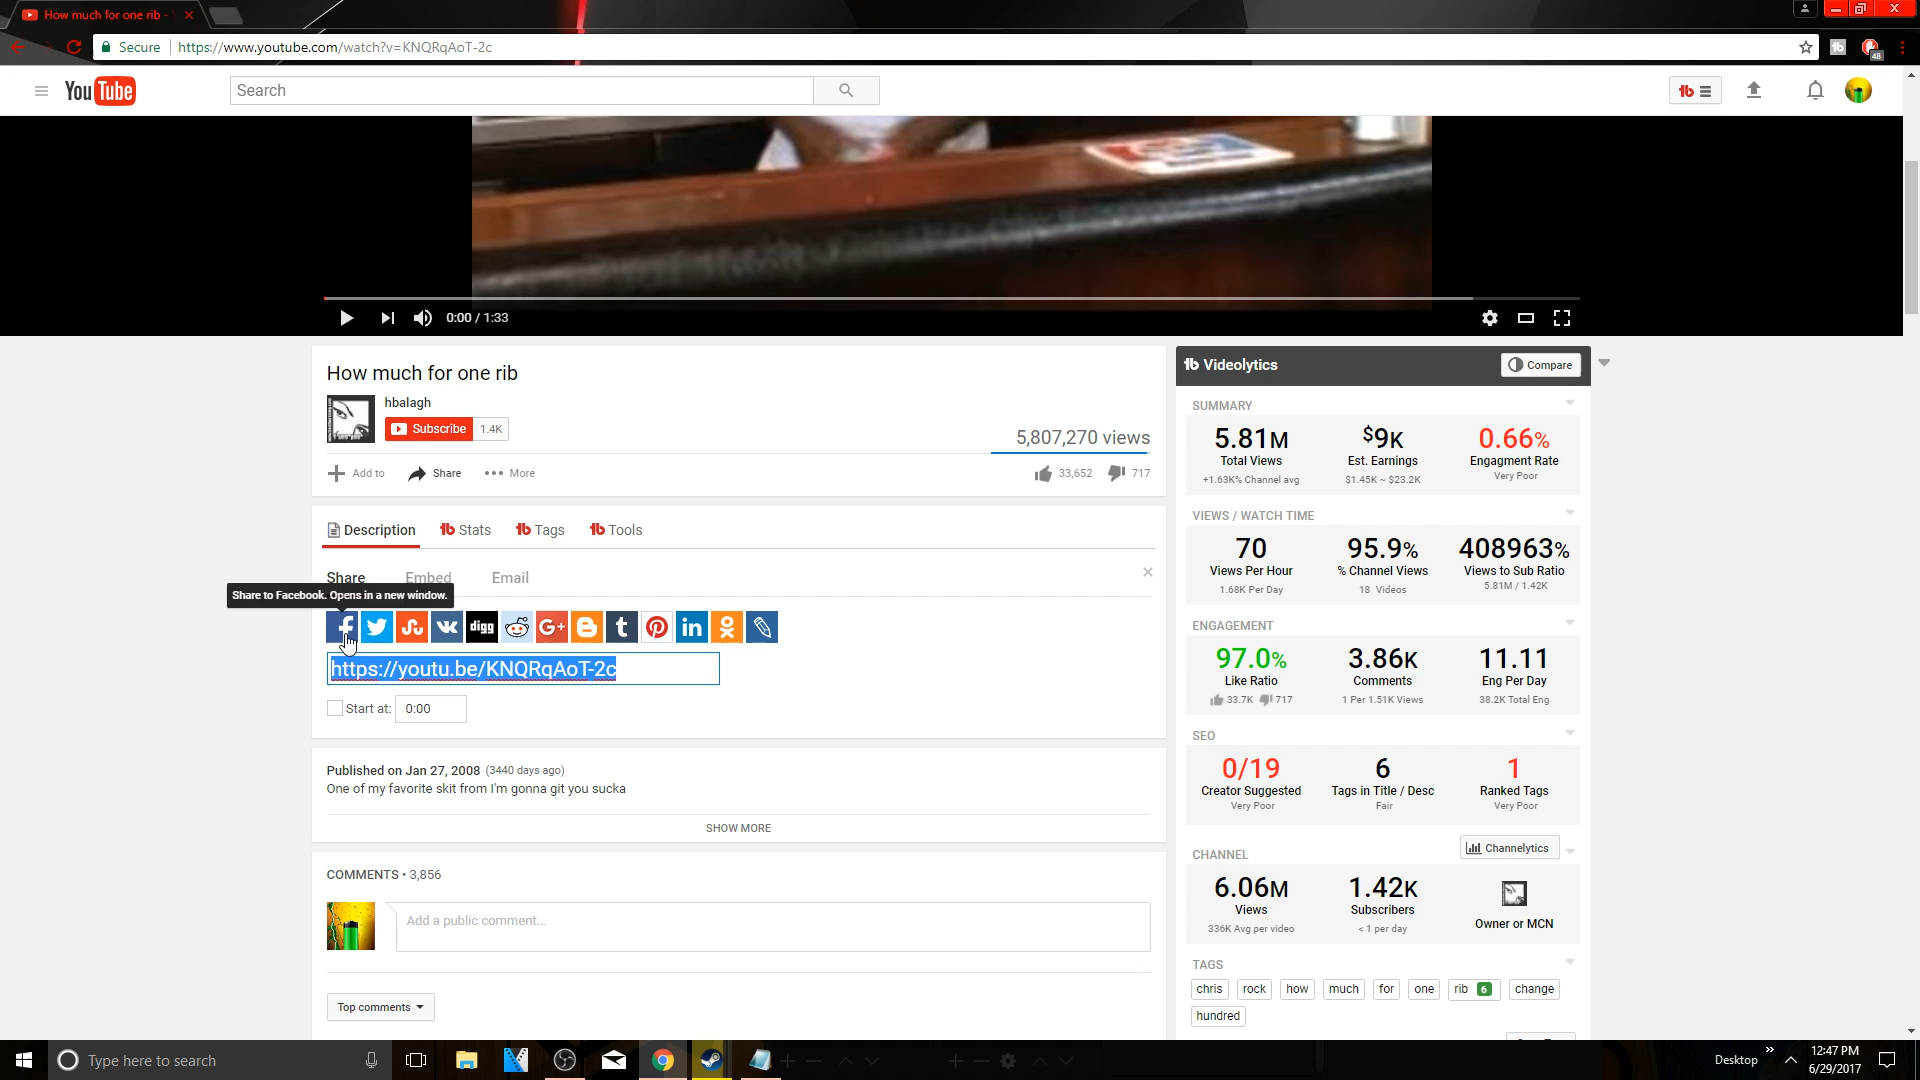 How much for one rib -
Secure https://www.youtube.com/watch?v=KNQRqAoT-2c
48
YouTube
Search
0:00 / 1:33
How much for one rib
hbalagh
Subscribe 1.4K
5,807,270 views
Add to Share More
33,652 717
Description Stats Tags Tools
Share Embed Email
Share to Facebook. Opens in a new window.
digg
https://youtu.be/KNQRqAoT-2c
Start at: 0:00
Published on Jan 27, 2008 (3440 days ago)
One of my favorite skit from I'm gonna git you sucka
SHOW MORE
COMMENTS • 3,856
Add a public comment...
Top comments
Videolytics Compare
SUMMARY
5.81M $9K 0.66%
Total Views Est. Earnings Engagment Rate
+1.63K% Channel avg $1.45K ~ $23.2K Very Poor
VIEWS / WATCH TIME
70 95.9% 408963%
Views Per Hour % Channel Views Views to Sub Ratio
1.68K Per Day 18 Videos 5.81M / 1.42K
ENGAGEMENT
97.0% 3.86K 11.11
Like Ratio Comments Eng Per Day
33.7K 717 1 Per 1.51K Views 38.2K Total Eng
SEO
0/19 6 1
Creator Suggested Tags in Title / Desc Ranked Tags
Very Poor Fair Very Poor
Channelytics
CHANNEL
6.06M 1.42K
Views Subscribers Owner or MCN
336K Avg per video < 1 per day
TAGS
chris rock how much for one rib 6 change
hundred
Type here to search
Desktop
12:47 PM
6/29/2017